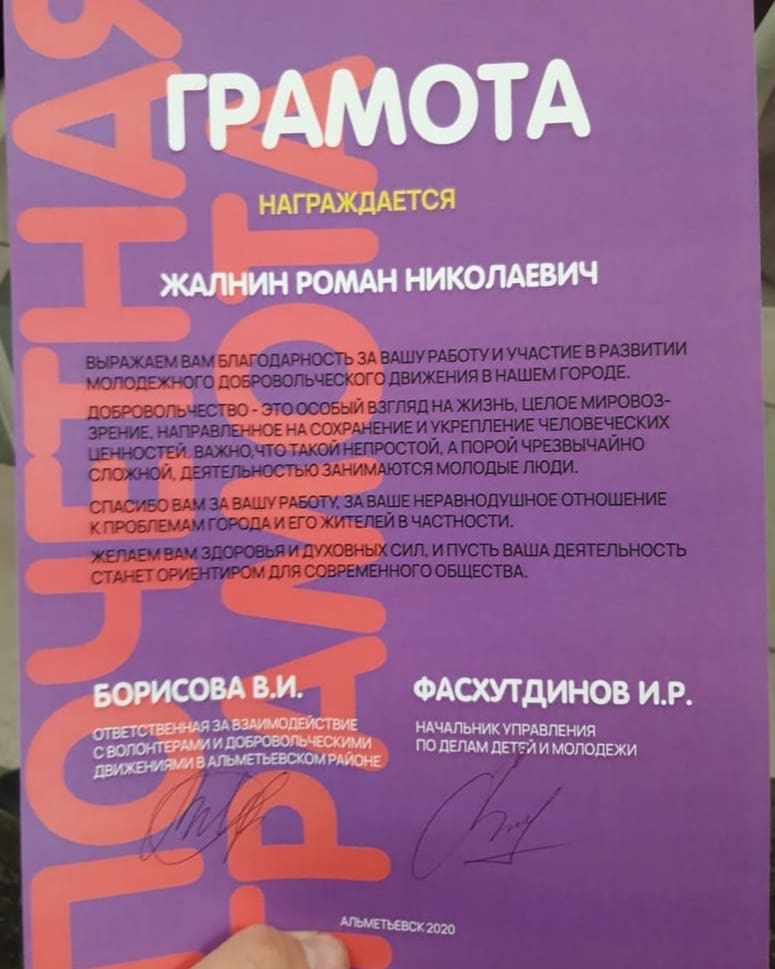 ПОЧЕТНАЯ
ГРАМОТА
ГРАМОТА
НАГРАЖДАЕТСЯ
ЖАЛНИН РОМАН НИКОЛАЕВИЧ
ВЫРАЖАЕМ ВАМ БЛАГОДАРНОСТЬ ЗА ВАШУ РАБОТУ И УЧАСТИЕ В РАЗВИТИИ
МОЛОДЕЖНОГО ДОБРОВОЛЬЧЕСКОГО ДВИЖЕНИЯ В НАШЕМ ГОРОДЕ.
ДОБРОВОЛЬЧЕСТВО - ЭТО ОСОБЫЙ ВЗГЛЯД НА ЖИЗНЬ, ЦЕЛОЕ МИРОВОЗ-
ЗРЕНИЕ, НАПРАВЛЕННОЕ НА СОХРАНЕНИЕ И УКРЕПЛЕНИЕ ЧЕЛОВЕЧЕСКИХ
ЦЕННОСТЕЙ. ВАЖНО,ЧТО ТАКОЙ НЕПРОСТОЙ, А ПОРОЙ ЧРЕЗВЫЧАЙНО
СЛОЖНОЙ, ДЕЯТЕЛЬНОСТЬЮ ЗАНИМАЮТСЯ МОЛОДЫЕ ЛЮДИ.
СПАСИБО ВАМ ЗА ВАШУ РАБОТУ, ЗА ВАШЕ НЕРАВНОДУШНОЕ ОТНОШЕНИЕ
К ПРОБЛЕМАМ ГОРОДА И ЕГО ЖИТЕЛЕЙ В ЧАСТНОСТИ.
ЖЕЛАЕМ ВАМ ЗДОРОВЬЯ И ДУХОВНЫХ СИЛ, И ПУСТЬ ВАША ДЕЯТЕЛЬНОСТЬ
СТАНЕТ ОРИЕНТИРОМ ДЛЯ СОВРЕМЕННОГО ОБЩЕСТВА.
БОРИСОВА В.И.
ОТВЕТСТВЕННАЯ ЗА ВЗАИМОДЕЙСТВИЕ
С ВОЛОНТЕРАМИ И ДОБРОВОЛЬЧЕСКИМИ
ДВИЖЕНИЯМИ В АЛЬМЕТЬЕВСКОМ РАЙОНЕ
ФАСХУТДИНОВ И.Р.
НАЧАЛЬНИК УПРАВЛЕНИЯ
ПО ДЕЛАМ ДЕТЕЙ И МОЛОДЕЖИ
АЛЬМЕТЬЕВСК 2020